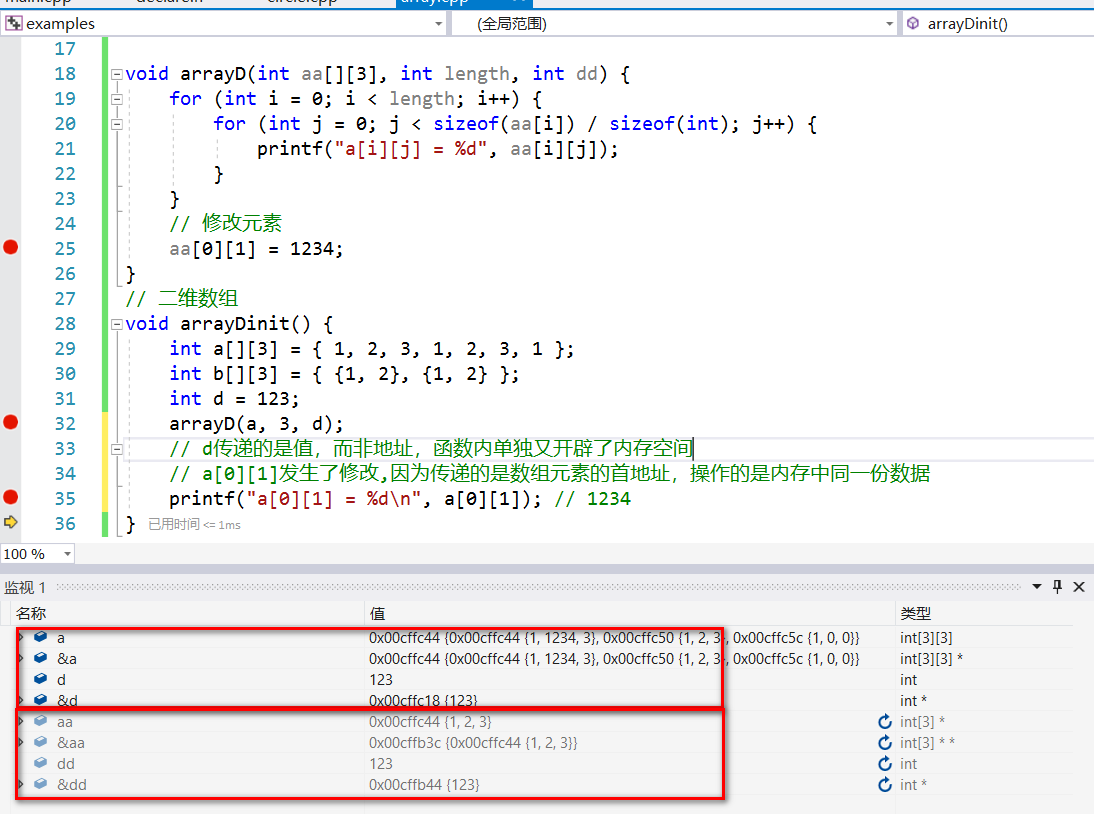 main.cpp declare.h circle.cpp array.cpp
examples (全局范围) arrayDinit()
17
18 void arrayD(int aa[][3], int length, int dd) {
19 for (int i = 0; i < length; i++) {
20 for (int j = 0; j < sizeof(aa[i]) / sizeof(int); j++) {
21 printf("a[i][j] = %d", aa[i][j]);
22 }
23 }
24 // 修改元素
25 aa[0][1] = 1234;
26 }
27 // 二维数组
28 void arrayDinit() {
29 int a[][3] = { 1, 2, 3, 1, 2, 3, 1 };
30 int b[][3] = { {1, 2}, {1, 2} };
31 int d = 123;
32 arrayD(a, 3, d);
33 // d传递的是值，而非地址，函数内单独又开辟了内存空间
34 // a[0][1]发生了修改,因为传递的是数组元素的首地址，操作的是内存中同一份数据
35 printf("a[0][1] = %d\n", a[0][1]); // 1234
36 } 已用时间 <= 1ms
100 %
监视 1
名称 值 类型
a 0x00cffc44 {0x00cffc44 {1, 1234, 3}, 0x00cffc50 {1, 2, 3}, 0x00cffc5c {1, 0, 0}} int[3][3]
&a 0x00cffc44 {0x00cffc44 {1, 1234, 3}, 0x00cffc50 {1, 2, 3}, 0x00cffc5c {1, 0, 0}} int[3][3] *
d 123 int
&d 0x00cffc18 {123} int *
aa 0x00cffc44 {1, 2, 3} int[3] *
&aa 0x00cffb3c {0x00cffc44 {1, 2, 3}} int[3] * *
dd 123 int
&dd 0x00cffb44 {123} int *